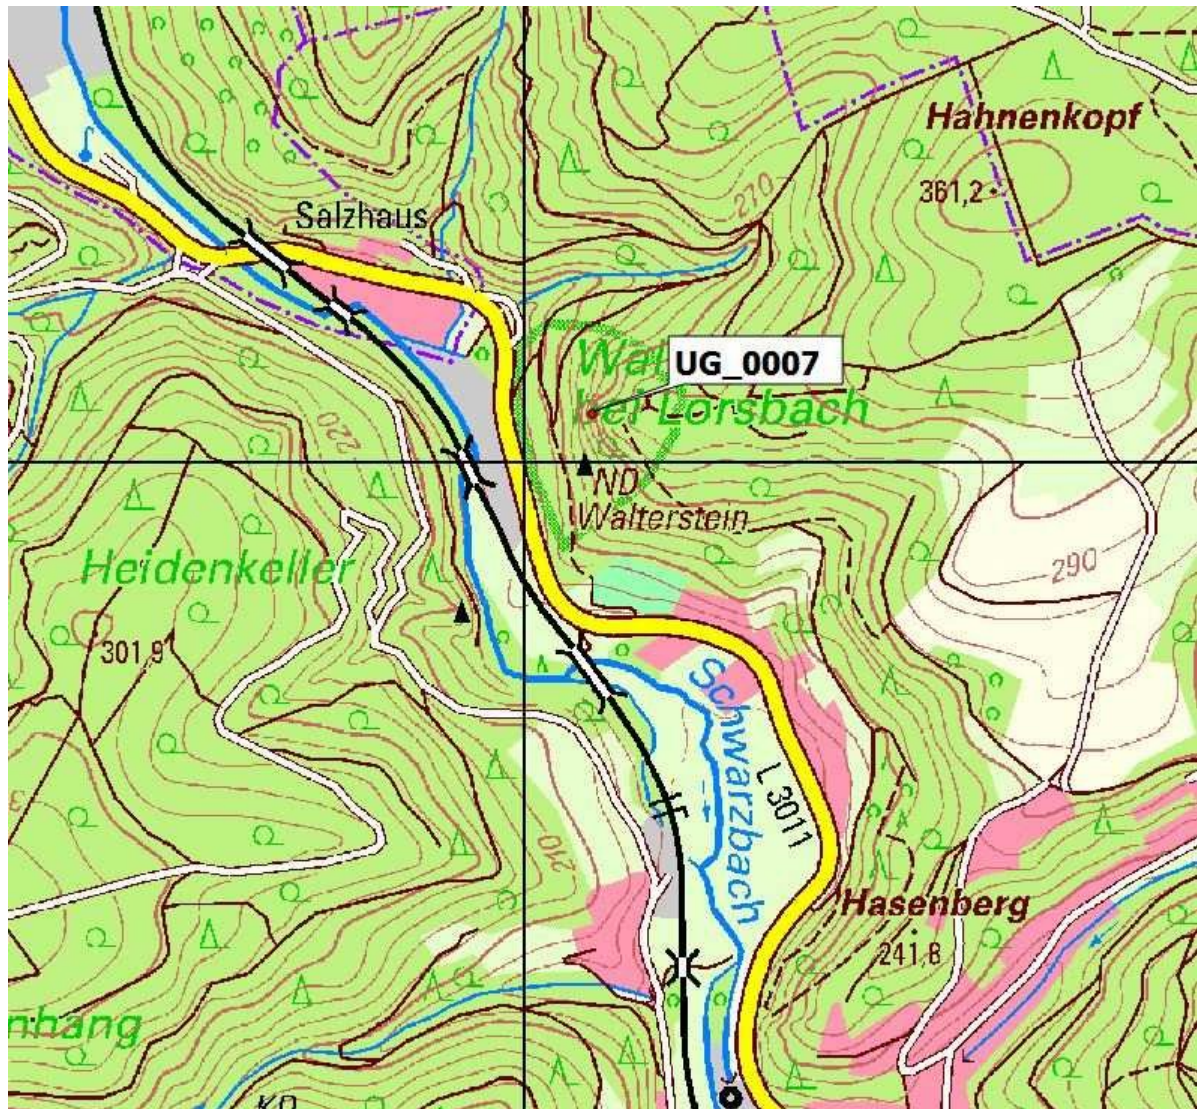 Hahnenkopf
361,2
270
Salzhaus
UG_0007
bei Lorsbach
220
ND
Walterstein
Heidenkeller
290
301,9
Schwarzbach
L 3011
210
Hasenberg
241,8
nhang